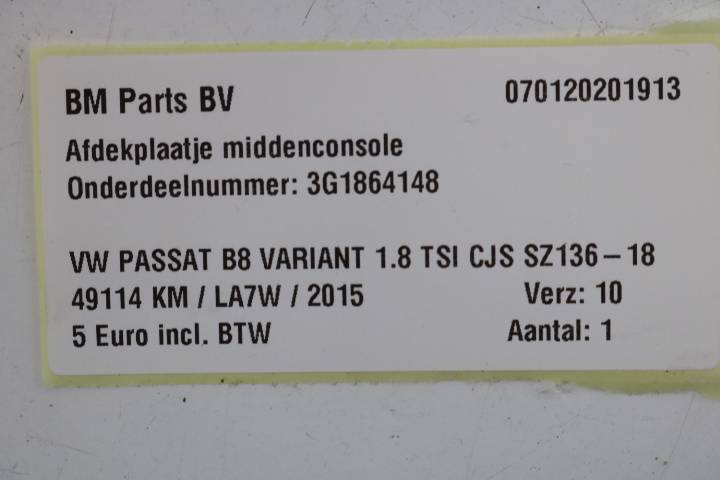 BM Parts BV 070120201913
Afdekplaatje middenconsole
Onderdeelnummer: 3G1864148
VW PASSAT B8 VARIANT 1.8 TSI CJS SZ136-18
49114 KM / LA7W / 2015 Verz: 10
5 Euro incl. BTW Aantal: 1